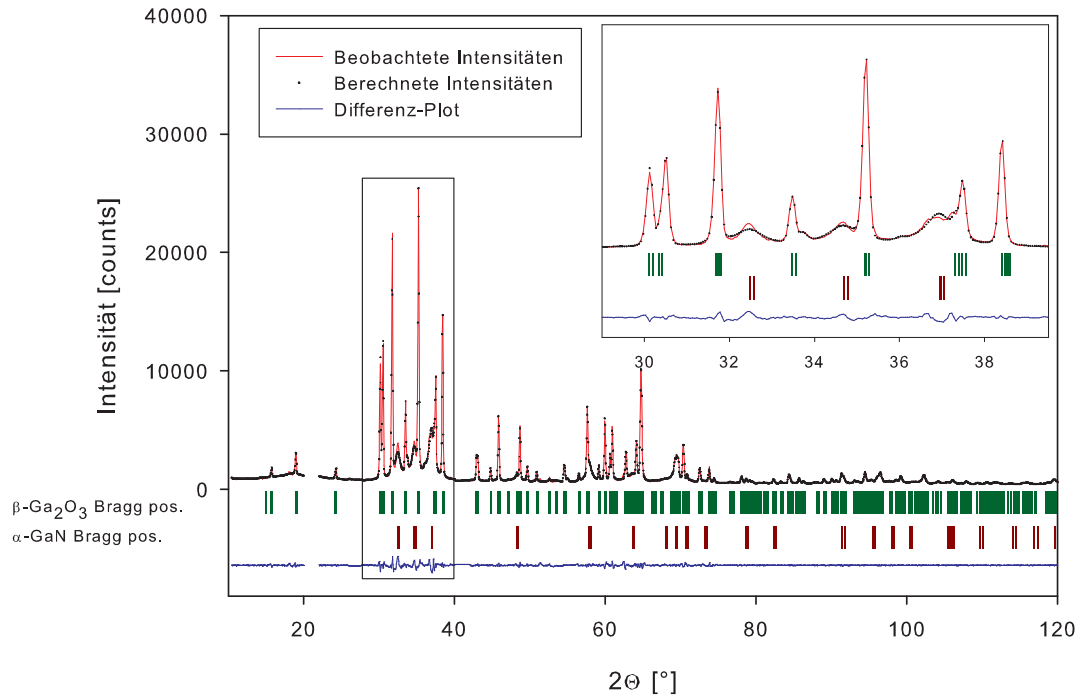 40000
30000
20000
10000
0
Intensität [counts]
Beobachtete Intensitäten
Berechnete Intensitäten
Differenz-Plot
30 32 34 36 38
β-Ga₂O₃ Bragg pos.
α-GaN Bragg pos.
20 40 60 80 100 120
2Θ [°]